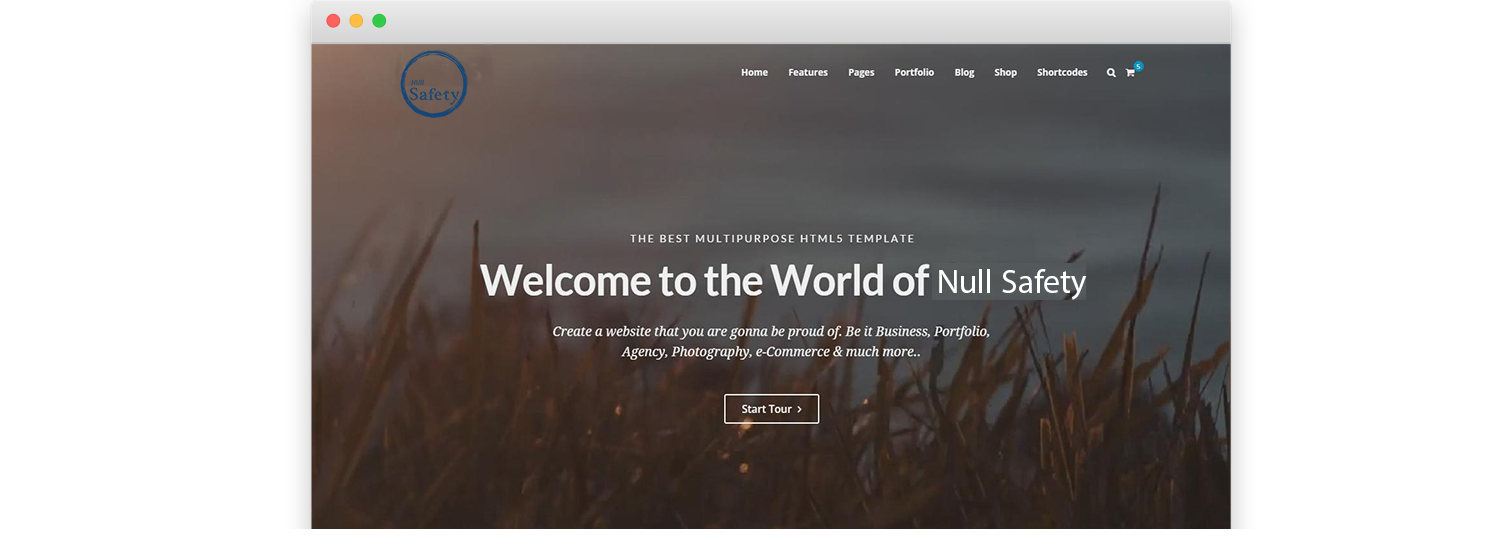 Null
Safety
Home Features Pages Portfolio Blog Shop Shortcodes 5
THE BEST MULTIPURPOSE HTML5 TEMPLATE
Welcome to the World of Null Safety
Create a website that you are gonna be proud of. Be it Business, Portfolio,
Agency, Photography, e-Commerce & much more..
Start Tour